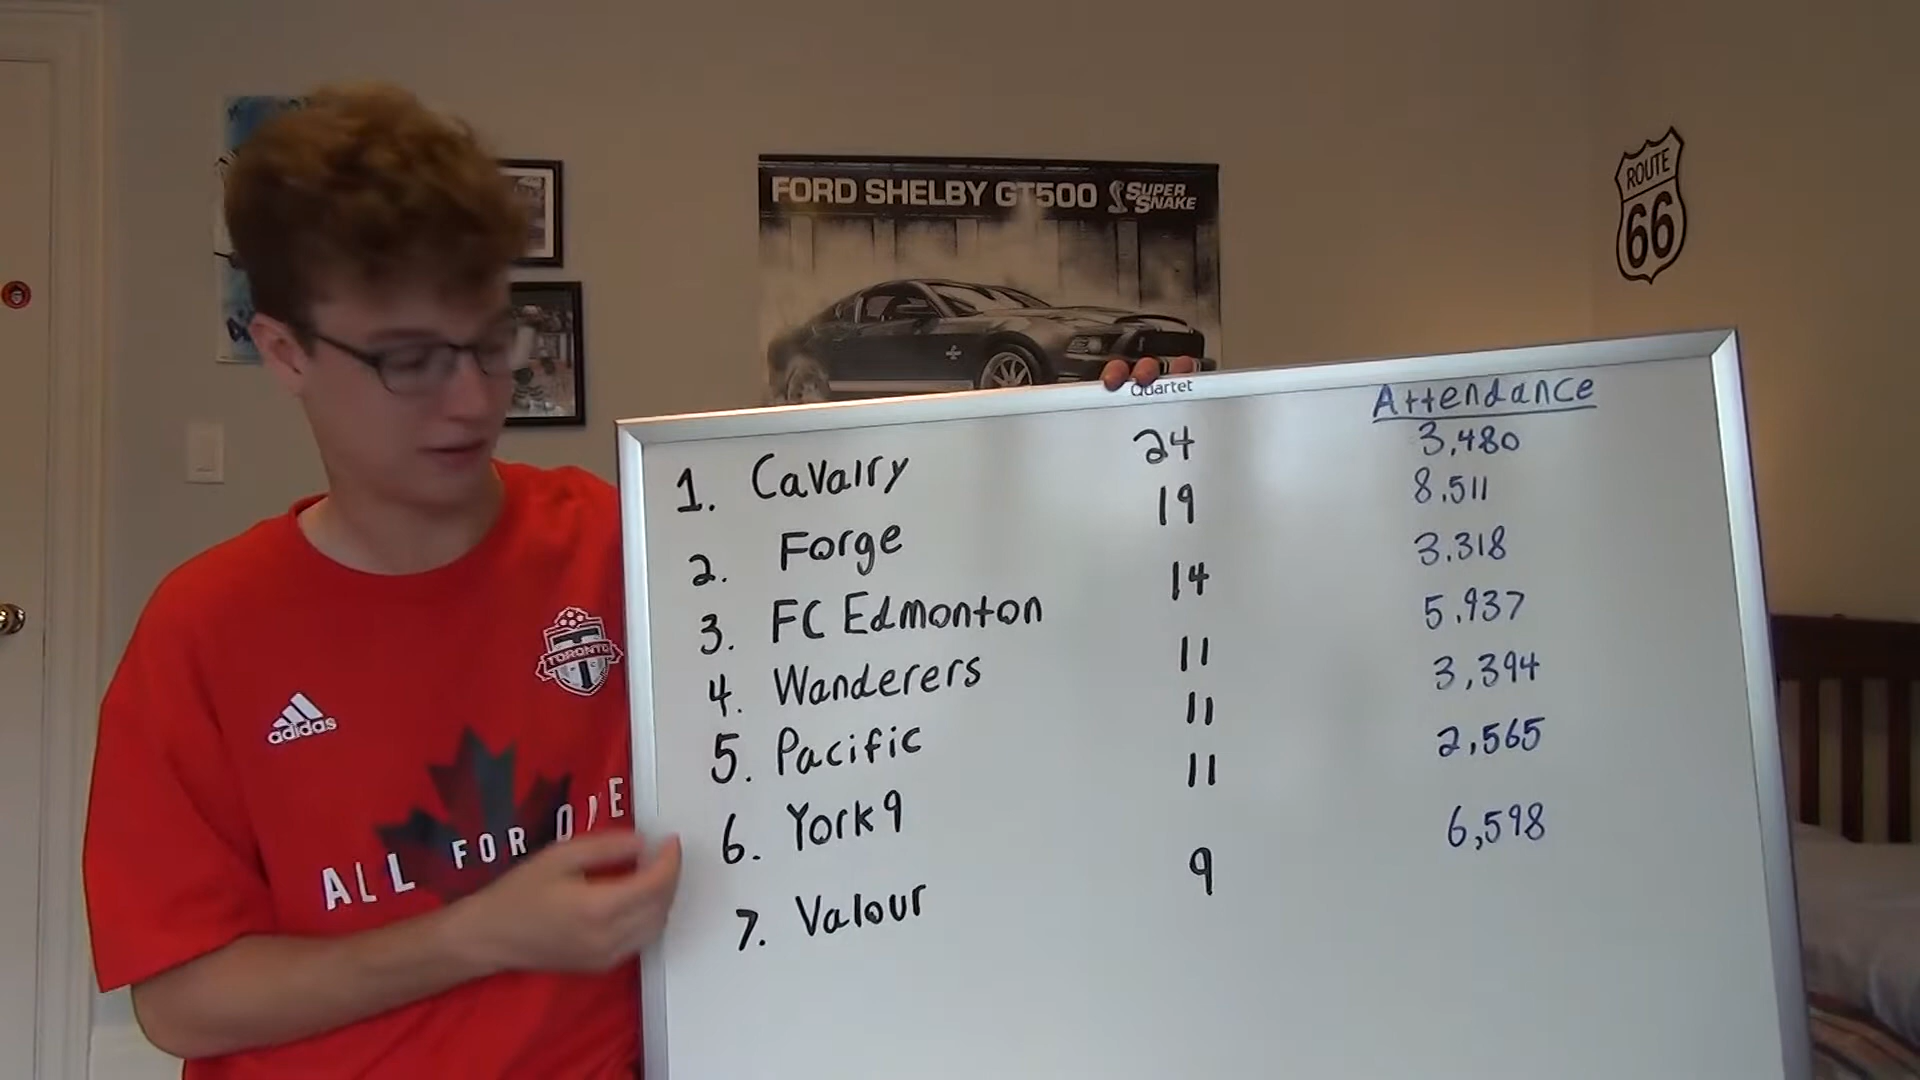 FORD SHELBY GT500 SUPER SNAKE
ROUTE
66
Quartet
Attendance
1. Cavalry 24 3,480
2. Forge 19 8.511
3. FC Edmonton 14 3.318
4. Wanderers 11 5.937
5. Pacific 11 3,394
6. York 9 11 2,565
7. Valour 9 6,598
TORONTO
adidas
ALL FOR ONE